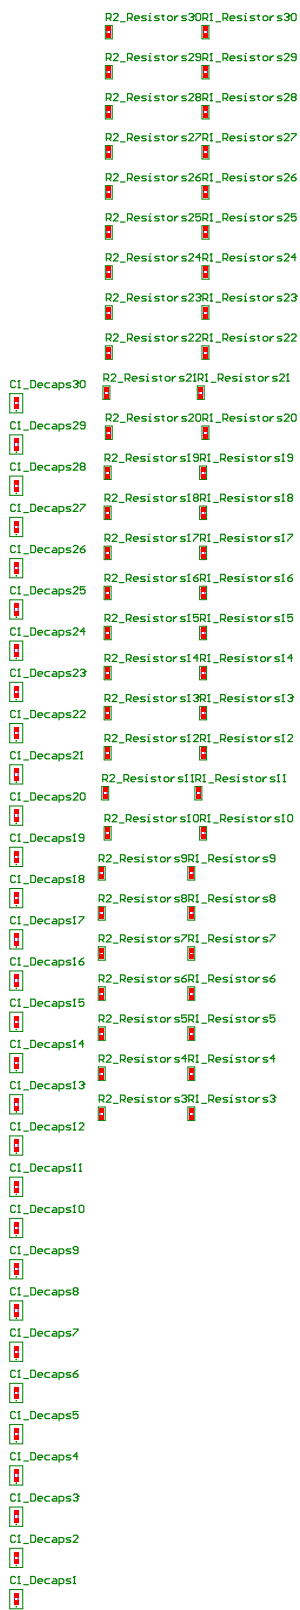 R2_Resistors30R1_Resistors30
R2_Resistors29R1_Resistors29
R2_Resistors28R1_Resistors28
R2_Resistors27R1_Resistors27
R2_Resistors26R1_Resistors26
R2_Resistors25R1_Resistors25
R2_Resistors24R1_Resistors24
R2_Resistors23R1_Resistors23
R2_Resistors22R1_Resistors22
R2_Resistors21R1_Resistors21
C1_Decaps30
R2_Resistors20R1_Resistors20
C1_Decaps29
R2_Resistors19R1_Resistors19
C1_Decaps28
R2_Resistors18R1_Resistors18
C1_Decaps27
R2_Resistors17R1_Resistors17
C1_Decaps26
R2_Resistors16R1_Resistors16
C1_Decaps25
R2_Resistors15R1_Resistors15
C1_Decaps24
R2_Resistors14R1_Resistors14
C1_Decaps23
R2_Resistors13R1_Resistors13
C1_Decaps22
R2_Resistors12R1_Resistors12
C1_Decaps21
R2_Resistors11R1_Resistors11
C1_Decaps20
R2_Resistors10R1_Resistors10
C1_Decaps19
R2_Resistors9R1_Resistors9
C1_Decaps18
R2_Resistors8R1_Resistors8
C1_Decaps17
R2_Resistors7R1_Resistors7
C1_Decaps16
R2_Resistors6R1_Resistors6
C1_Decaps15
R2_Resistors5R1_Resistors5
C1_Decaps14
R2_Resistors4R1_Resistors4
C1_Decaps13
R2_Resistors3R1_Resistors3
C1_Decaps12
C1_Decaps11
C1_Decaps10
C1_Decaps9
C1_Decaps8
C1_Decaps7
C1_Decaps6
C1_Decaps5
C1_Decaps4
C1_Decaps3
C1_Decaps2
C1_Decaps1